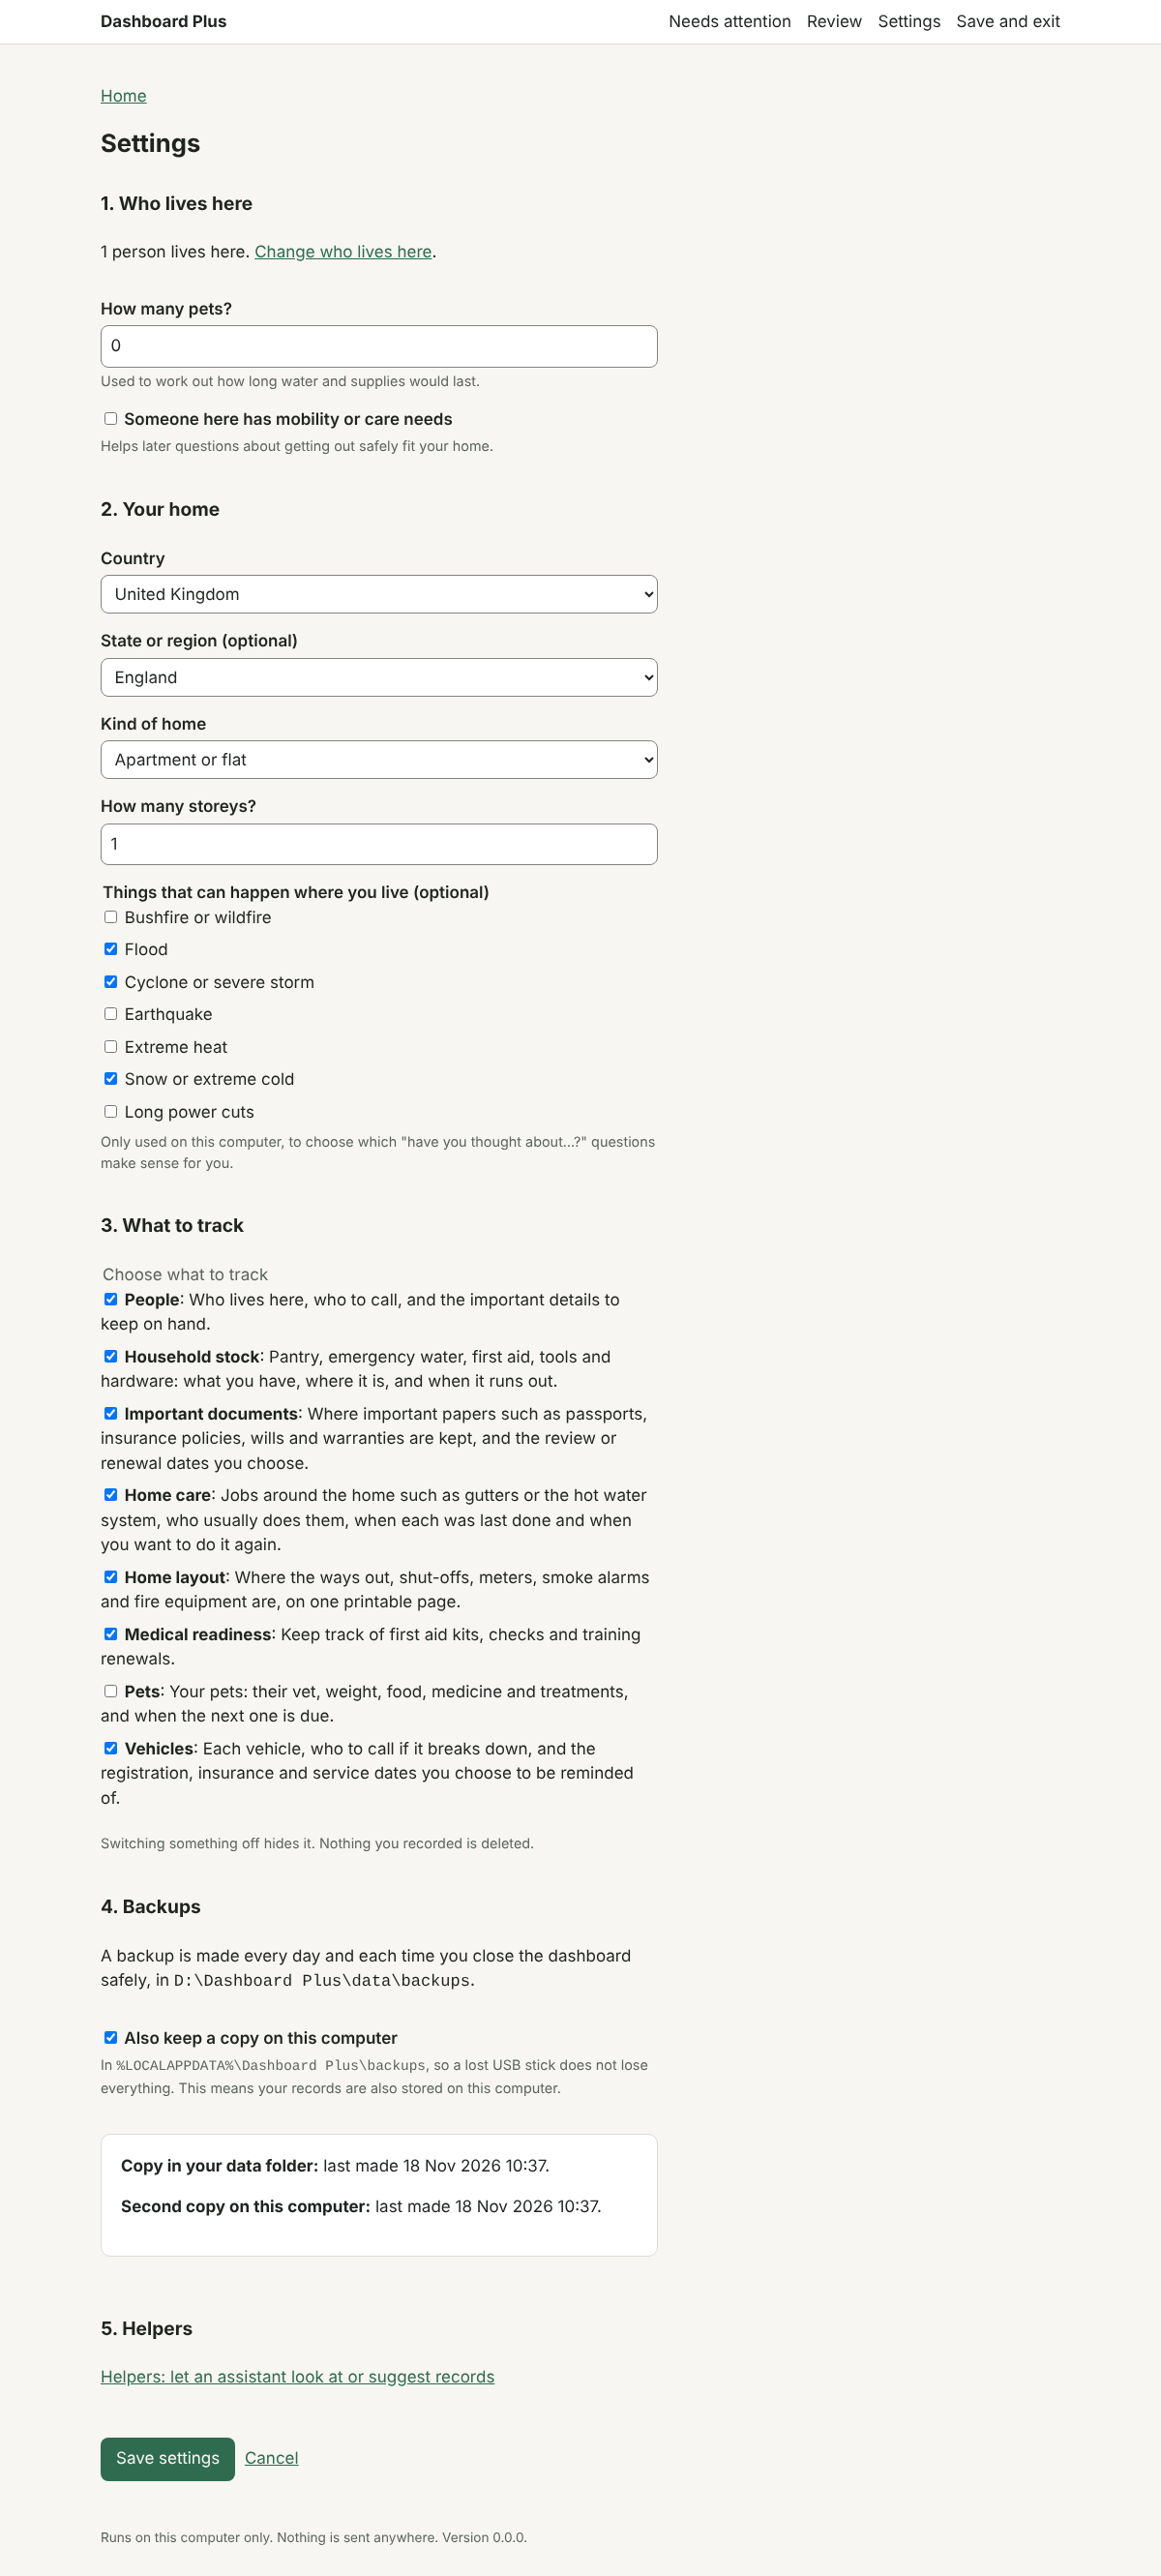 Dashboard Plus
Needs attention Review Settings Save and exit
Home
Settings
1. Who lives here
1 person lives here. Change who lives here.
How many pets?
0
Used to work out how long water and supplies would last.
Someone here has mobility or care needs
Helps later questions about getting out safely fit your home.
2. Your home
Country
United Kingdom
State or region (optional)
England
Kind of home
Apartment or flat
How many storeys?
1
Things that can happen where you live (optional)
Bushfire or wildfire
Flood
Cyclone or severe storm
Earthquake
Extreme heat
Snow or extreme cold
Long power cuts
Only used on this computer, to choose which "have you thought about...?" questions
make sense for you.
3. What to track
Choose what to track
People: Who lives here, who to call, and the important details to
keep on hand.
Household stock: Pantry, emergency water, first aid, tools and
hardware: what you have, where it is, and when it runs out.
Important documents: Where important papers such as passports,
insurance policies, wills and warranties are kept, and the review or
renewal dates you choose.
Home care: Jobs around the home such as gutters or the hot water
system, who usually does them, when each was last done and when
you want to do it again.
Home layout: Where the ways out, shut-offs, meters, smoke alarms
and fire equipment are, on one printable page.
Medical readiness: Keep track of first aid kits, checks and training
renewals.
Pets: Your pets: their vet, weight, food, medicine and treatments,
and when the next one is due.
Vehicles: Each vehicle, who to call if it breaks down, and the
registration, insurance and service dates you choose to be reminded
of.
Switching something off hides it. Nothing you recorded is deleted.
4. Backups
A backup is made every day and each time you close the dashboard
safely, in D:\Dashboard Plus\data\backups.
Also keep a copy on this computer
In %LOCALAPPDATA%\Dashboard Plus\backups, so a lost USB stick does not lose
everything. This means your records are also stored on this computer.
Copy in your data folder: last made 18 Nov 2026 10:37.
Second copy on this computer: last made 18 Nov 2026 10:37.
5. Helpers
Helpers: let an assistant look at or suggest records
Save settings Cancel
Runs on this computer only. Nothing is sent anywhere. Version 0.0.0.